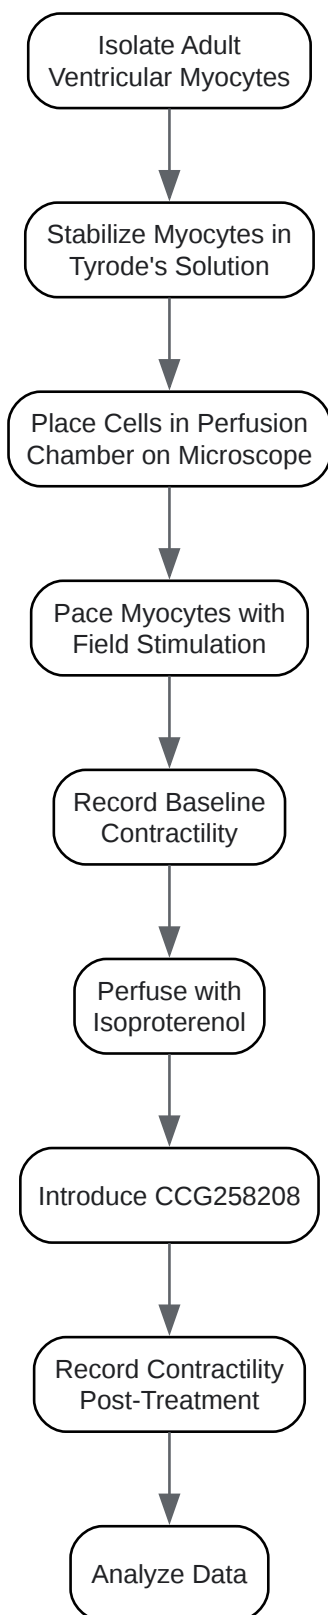 Isolate Adult
Ventricular Myocytes
Stabilize Myocytes in
Tyrode's Solution
Place Cells in Perfusion
Chamber on Microscope
Pace Myocytes with
Field Stimulation
Record Baseline
Contractility
Perfuse with
Isoproterenol
Introduce CCG258208
Record Contractility
Post-Treatment
Analyze Data